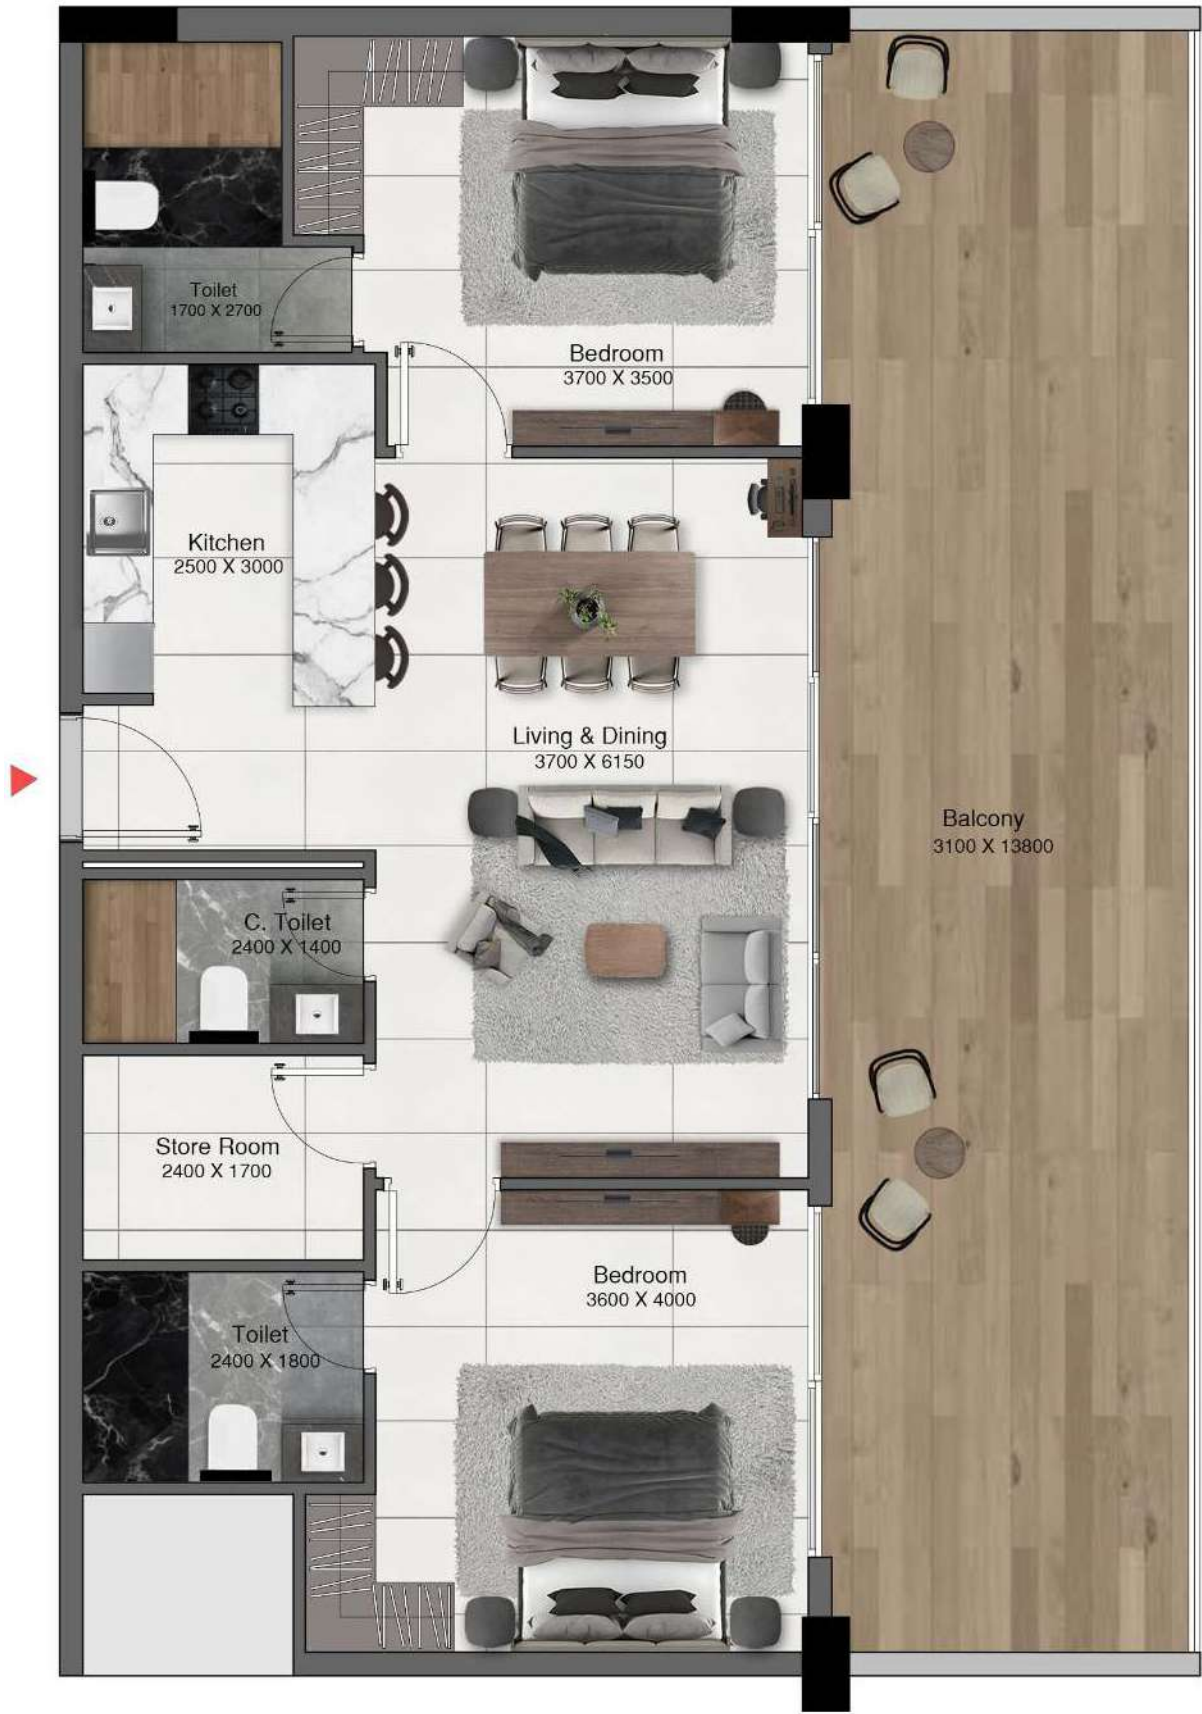 Toilet
1700 X 2700
Bedroom
3700 X 3500
Kitchen
2500 X 3000
Living & Dining
3700 X 6150
Balcony
3100 X 13800
C. Toilet
2400 X 1400
Store Room
2400 X 1700
Bedroom
3600 X 4000
Toilet
2400 X 1800